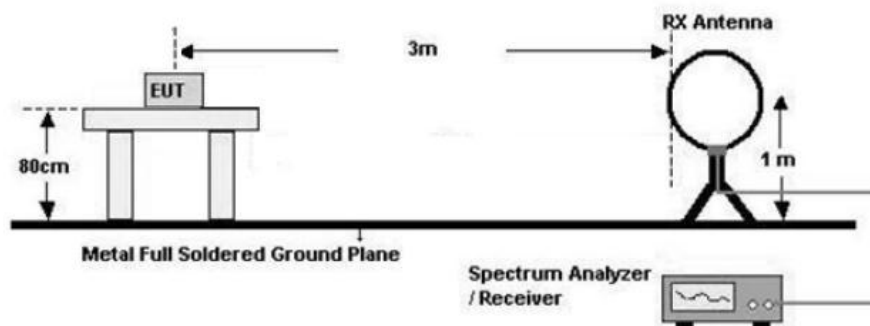 RX Antenna
3m
EUT
80cm
1 m
Metal Full Soldered Ground Plane
Spectrum Analyzer
/ Receiver